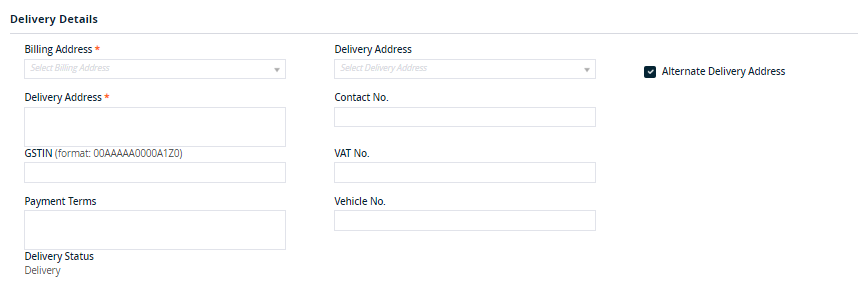 Delivery Details
Billing Address *
Select Billing Address
Delivery Address
Select Delivery Address
Alternate Delivery Address
Delivery Address *
Contact No.
GSTIN (format: 00AAAAA0000A1Z0)
VAT No.
Payment Terms
Vehicle No.
Delivery Status
Delivery